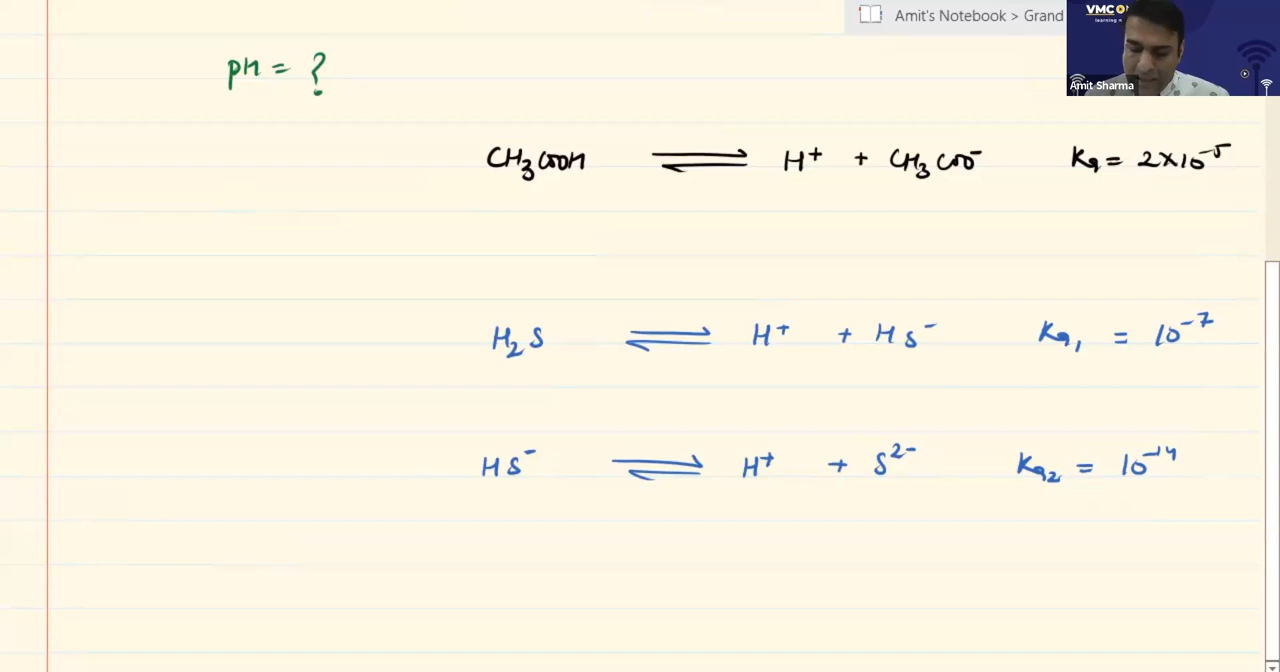 Amit's Notebook > Grand
VMC
learning
Amit Sharma
pH = ?
CH₃COOH ⇌ H⁺ + CH₃COO⁻ Ka = 2×10⁻⁵
H₂S ⇌ H⁺ + HS⁻ Ka₁ = 10⁻⁷
HS⁻ ⇌ H⁺ + S²⁻ Ka₂ = 10⁻¹⁴